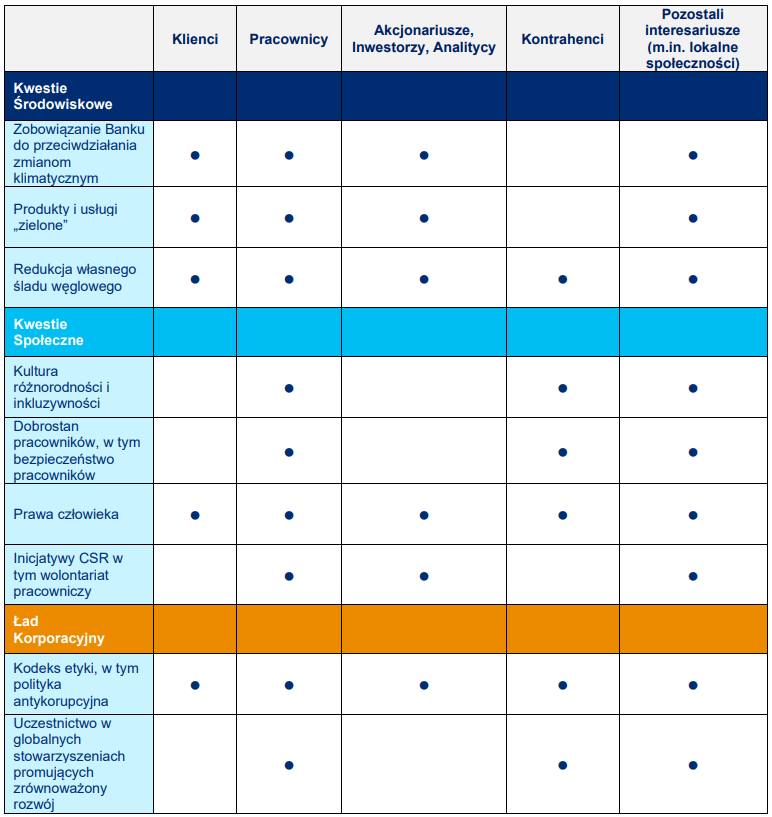 Klienci
Pracownicy
Akcjonariusze,
Inwestorzy, Analitycy
Kontrahenci
Pozostali
interesariusze
(m.in. lokalne
społeczności)
Kwestie
Środowiskowe
Zobowiązanie Banku
do przeciwdziałania
zmianom
klimatycznym
● ● ● ●
Produkty i usługi
„zielone”
● ● ● ●
Redukcja własnego
śladu węglowego
● ● ● ● ●
Kwestie
Społeczne
Kultura
różnorodności i
inkluzywności
● ● ●
Dobrostan
pracowników, w tym
bezpieczeństwo
pracowników
● ● ●
Prawa człowieka
● ● ● ● ●
Inicjatywy CSR w
tym wolontariat
pracowniczy
● ● ●
Ład
Korporacyjny
Kodeks etyki, w tym
polityka
antykorupcyjna
● ● ● ● ●
Uczestnictwo w
globalnych
stowarzyszeniach
promujących
zrównoważony
rozwój
● ● ●